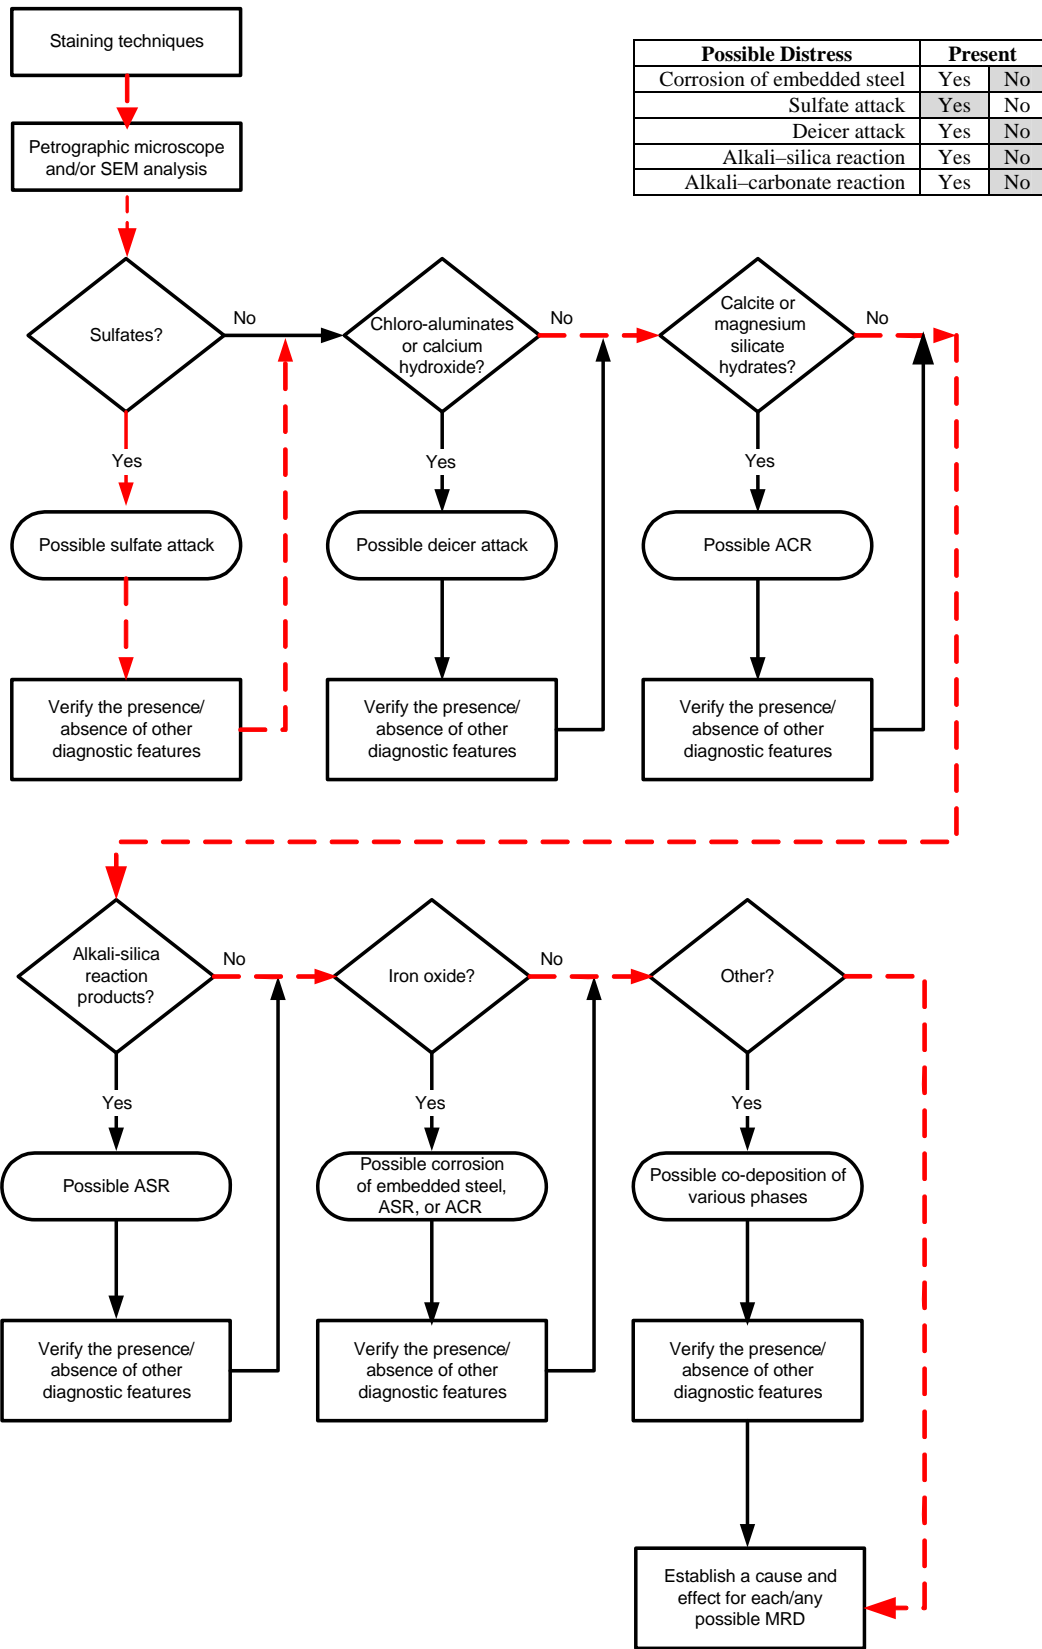 Staining techniques
Possible Distress Present
Corrosion of embedded steel Yes No
Sulfate attack Yes No
Deicer attack Yes No
Alkali–silica reaction Yes No
Alkali–carbonate reaction Yes No
Petrographic microscope
and/or SEM analysis
Sulfates?
No
Chloro-aluminates
or calcium
hydroxide?
No
Calcite or
magnesium
silicate
hydrates?
No
Yes
Yes
Yes
Possible sulfate attack
Possible deicer attack
Possible ACR
Verify the presence/
absence of other
diagnostic features
Verify the presence/
absence of other
diagnostic features
Verify the presence/
absence of other
diagnostic features
Alkali-silica
reaction
products?
No
Iron oxide?
No
Other?
Yes
Yes
Yes
Possible ASR
Possible corrosion
of embedded steel,
ASR, or ACR
Possible co-deposition of
various phases
Verify the presence/
absence of other
diagnostic features
Verify the presence/
absence of other
diagnostic features
Verify the presence/
absence of other
diagnostic features
Establish a cause and
effect for each/any
possible MRD